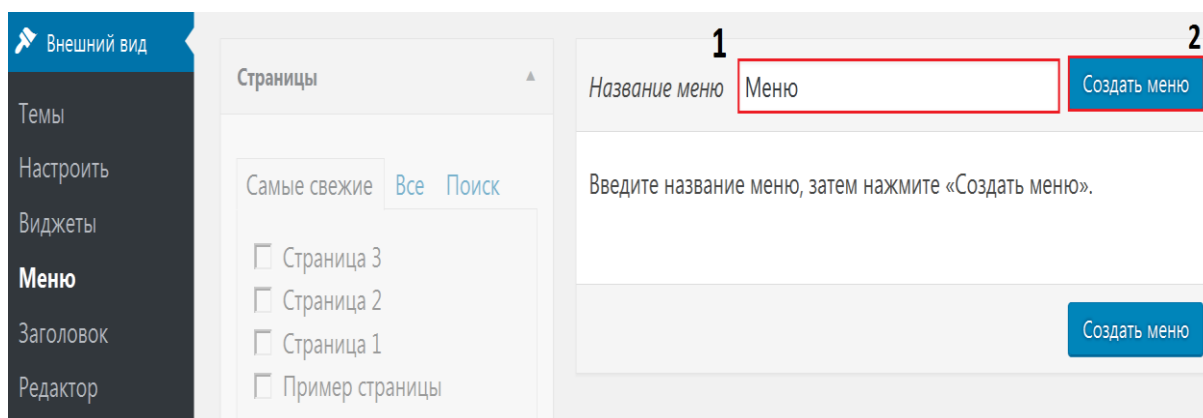 Внешний вид
Темы
Настроить
Виджеты
Меню
Заголовок
Редактор
Страницы
Самые свежие Все Поиск
Страница 3
Страница 2
Страница 1
Пример страницы
1 2
Название меню Меню Создать меню
Введите название меню, затем нажмите «Создать меню».
Создать меню